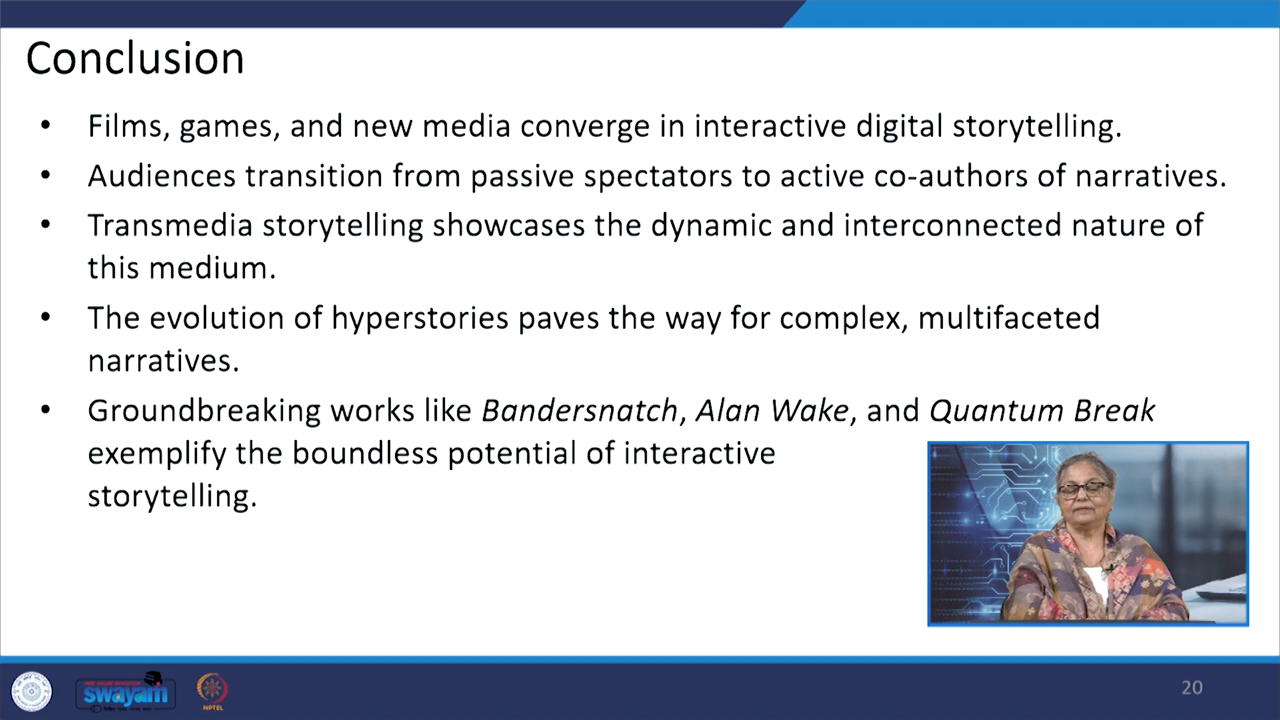 Conclusion
• Films, games, and new media converge in interactive digital storytelling.
• Audiences transition from passive spectators to active co-authors of narratives.
• Transmedia storytelling showcases the dynamic and interconnected nature of
this medium.
• The evolution of hyperstories paves the way for complex, multifaceted
narratives.
• Groundbreaking works like Bandersnatch, Alan Wake, and Quantum Break
exemplify the boundless potential of interactive
storytelling.
swayam
NPTEL
20